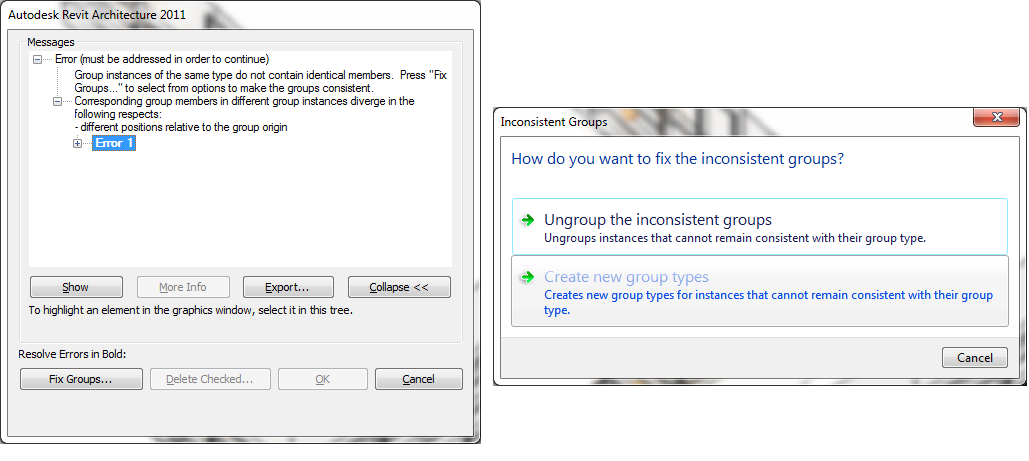 Autodesk Revit Architecture 2011
Messages
Error (must be addressed in order to continue)
Group instances of the same type do not contain identical members. Press "Fix
Groups..." to select from options to make the groups consistent.
Corresponding group members in different group instances diverge in the
following respects:
- different positions relative to the group origin
Error 1
Show
More Info
Export...
Collapse <<
To highlight an element in the graphics window, select it in this tree.
Resolve Errors in Bold:
Fix Groups...
Delete Checked...
OK
Cancel
Inconsistent Groups
How do you want to fix the inconsistent groups?
Ungroup the inconsistent groups
Ungroups instances that cannot remain consistent with their group type.
Create new group types
Creates new group types for instances that cannot remain consistent with their group
type.
Cancel